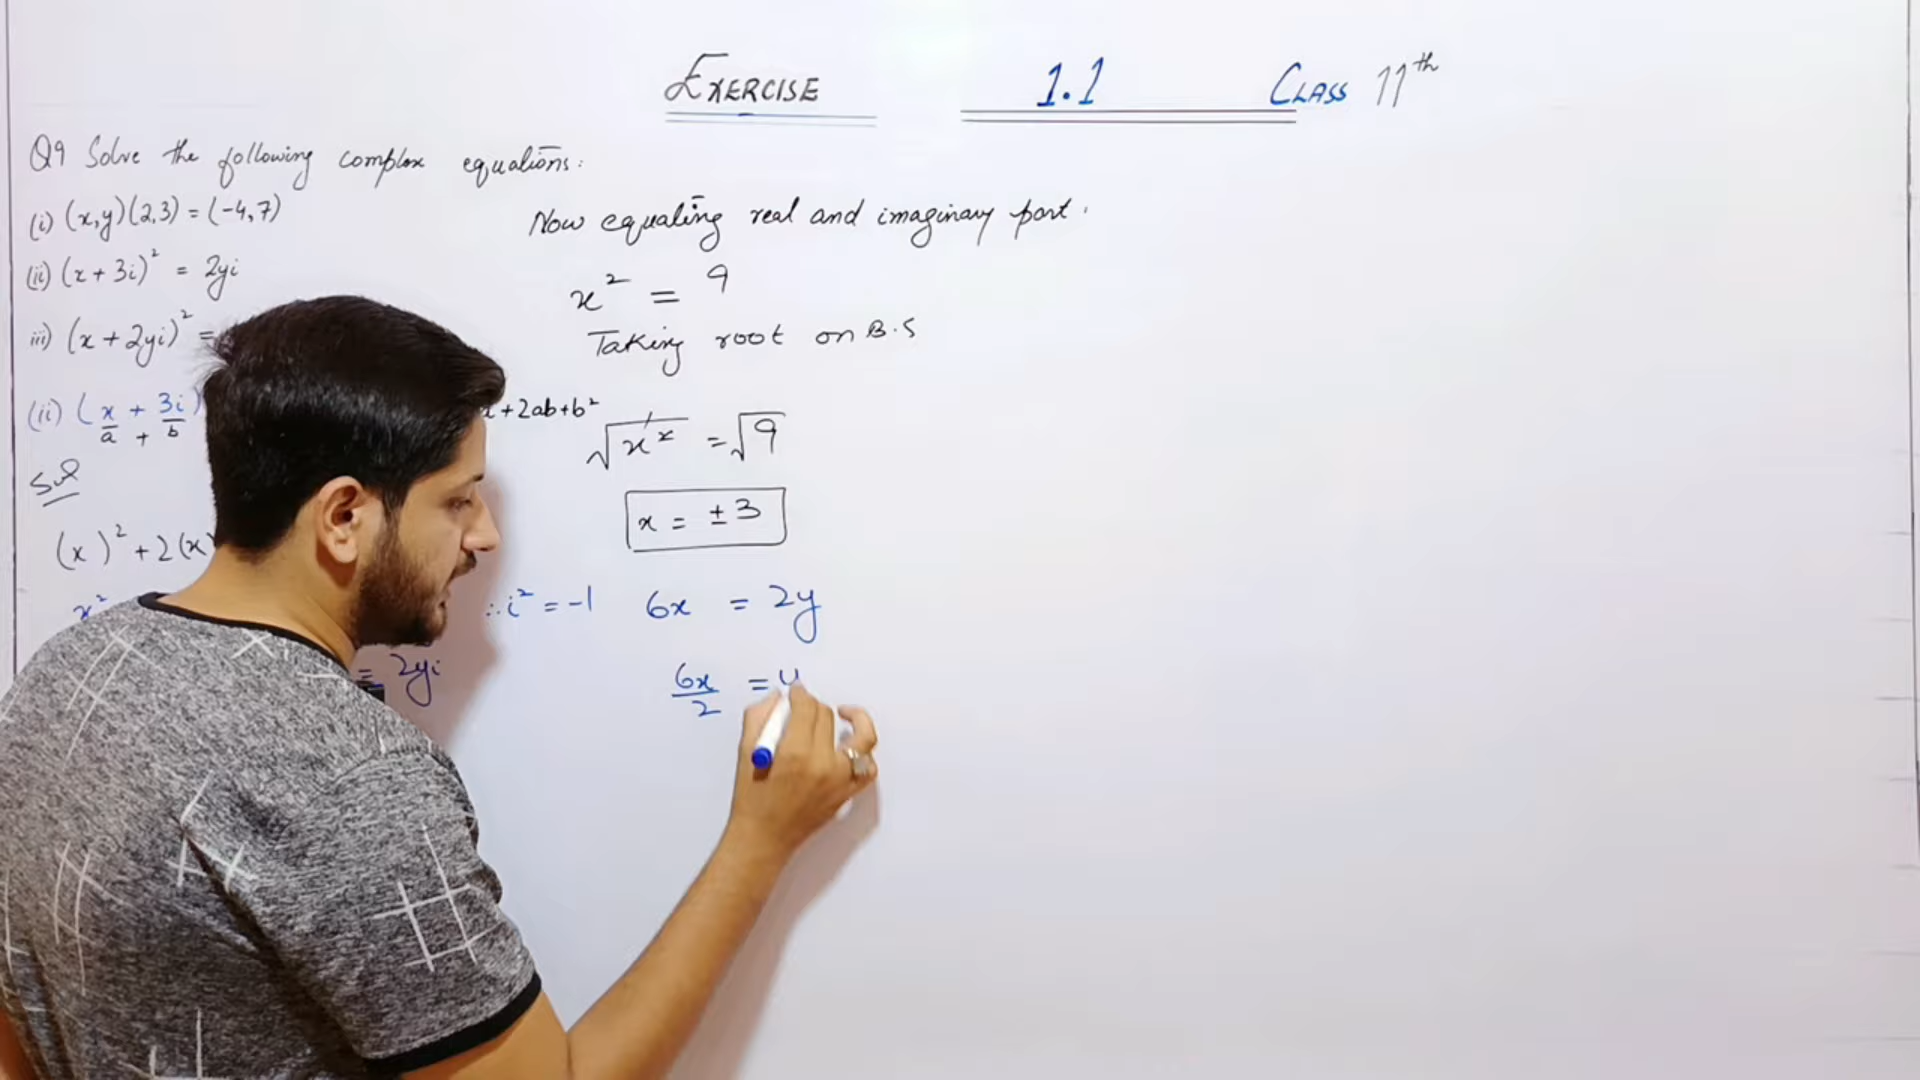 EXERCISE 1.1 CLASS 11th
Q9 Solve the following complex equations:
(i) (x,y)(2,3) = (-4,7)
(ii) (x + 3i)² = 2yi
iii) (x + 2yi)² =
(ii) (x + 3i)
a + b
+2ab+b²
Sol
(x)² + 2(x)
x²
∴ i² = -1
= 2yi
Now equating real and imaginary part.
x² = 9
Taking root on B.S
√x² = √9
x = ±3
6x = 2y
6x/2 = y